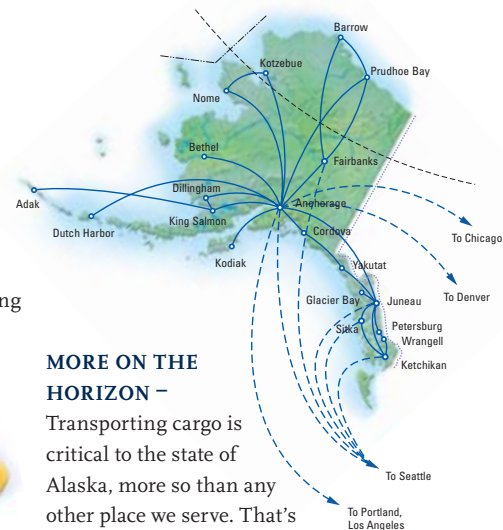 Barrow
Kotzebue
Prudhoe Bay
Nome
Bethel
Fairbanks
Dillingham
Adak
Anchorage
King Salmon
Dutch Harbor
Cordova
To Chicago
Kodiak
Yakutat
To Denver
Glacier Bay
Juneau
ng
Sitka
Petersburg
Wrangell
Ketchikan
MORE ON THE
HORIZON –
Transporting cargo is
critical to the state of
Alaska, more so than any
other place we serve. That's
To Seattle
To Portland,
Los Angeles